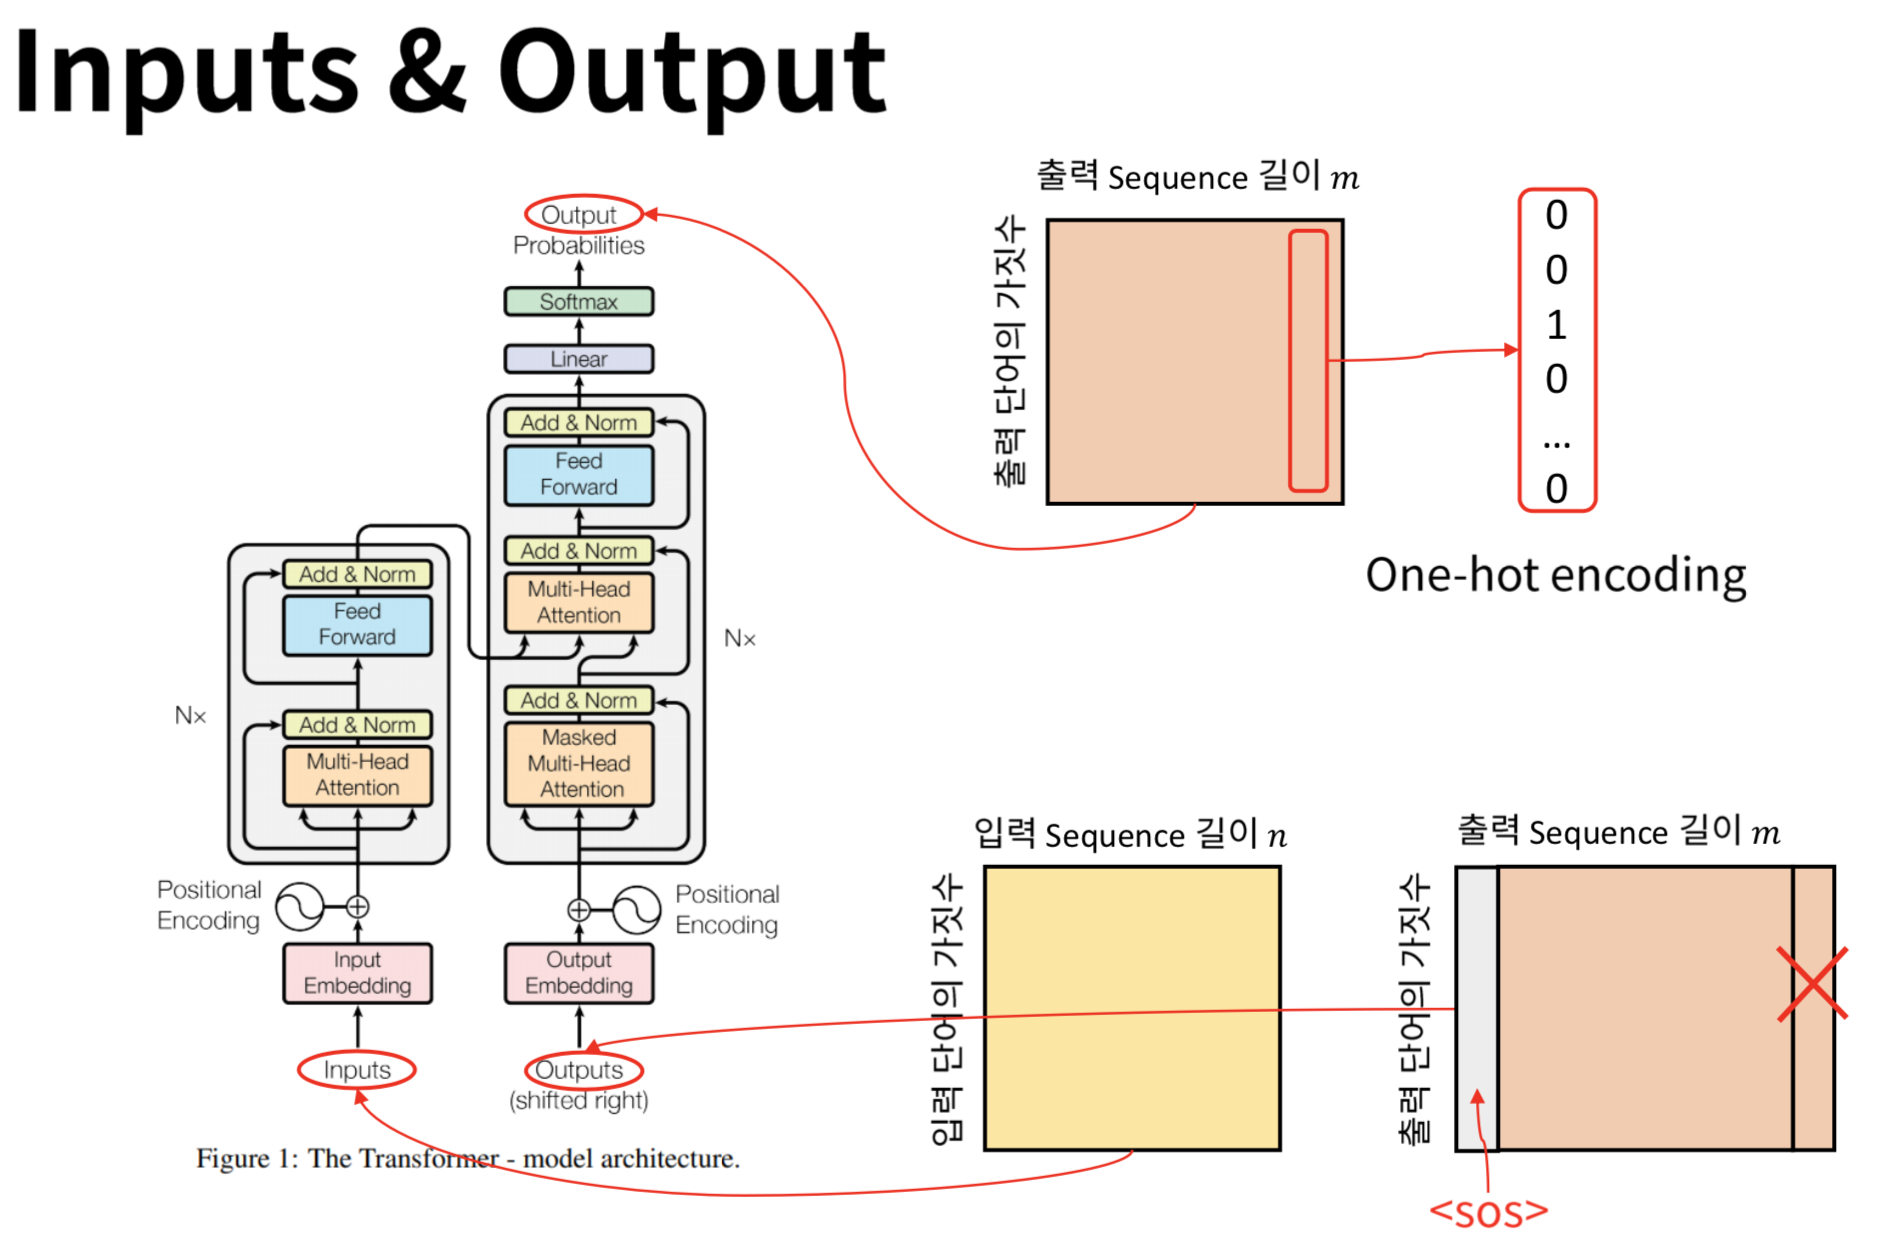 Inputs & Output
Output
Probabilities
Softmax
Linear
Add & Norm
Feed
Forward
Add & Norm
Multi-Head
Attention
Nx
Add & Norm
Masked
Multi-Head
Attention
Add & Norm
Feed
Forward
Nx
Add & Norm
Multi-Head
Attention
Positional
Encoding
Positional
Encoding
Input
Embedding
Output
Embedding
Inputs
Outputs
(shifted right)
Figure 1: The Transformer - model architecture.
출력 Sequence 길이 m
출력 단어의 가짓수
0
0
1
0
...
0
One-hot encoding
입력 Sequence 길이 n
입력 단어의 가짓수
출력 Sequence 길이 m
출력 단어의 가짓수
<sos>